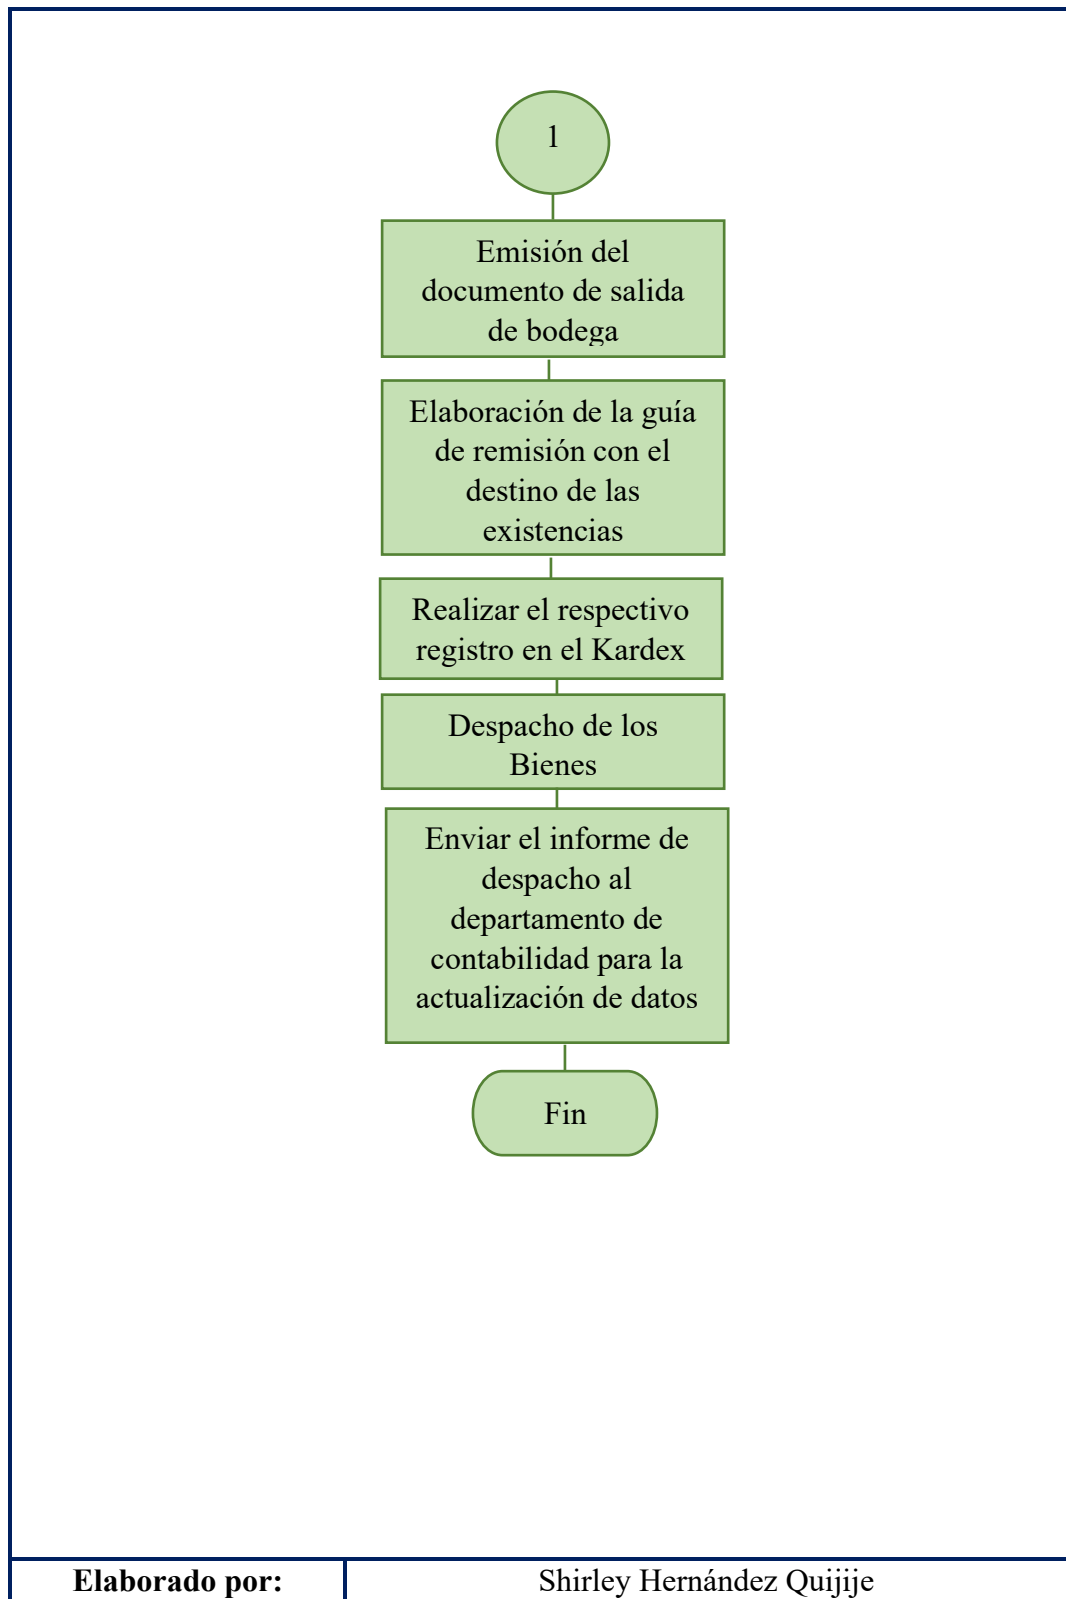 1
Emisión del
documento de salida
de bodega
Elaboración de la guía
de remisión con el
destino de las
existencias
Realizar el respectivo
registro en el Kardex
Despacho de los
Bienes
Enviar el informe de
despacho al
departamento de
contabilidad para la
actualización de datos
Fin
Elaborado por: Shirley Hernández Quijije